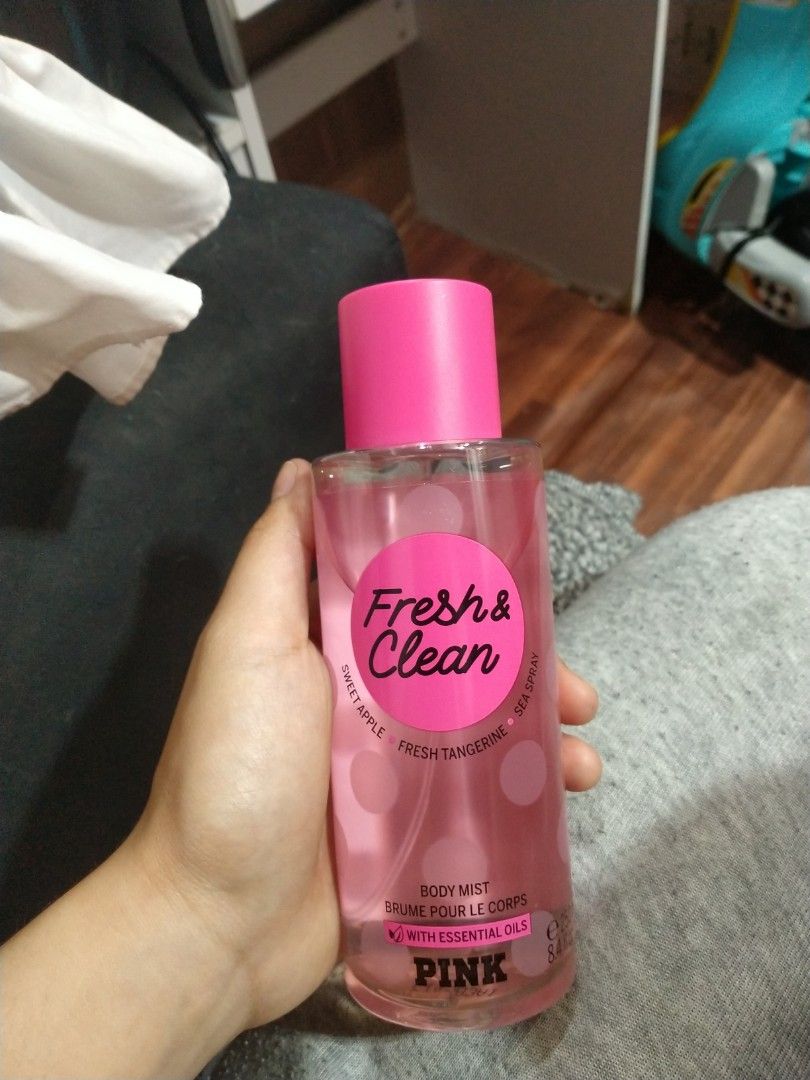 Fresh &
Clean
SWEET APPLE • FRESH TANGERINE • SEA SPRAY
BODY MIST
BRUME POUR LE CORPS
WITH ESSENTIAL OILS
PINK